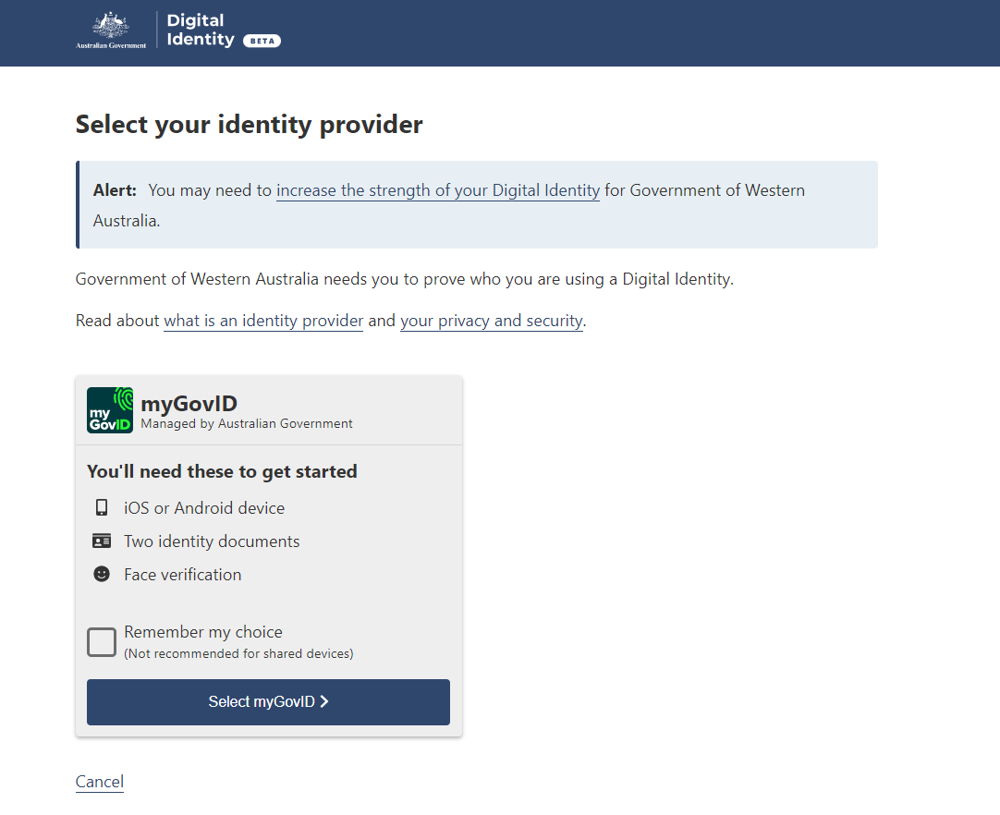 Australian Government
Digital
Identity BETA
Select your identity provider
Alert: You may need to increase the strength of your Digital Identity for Government of Western
Australia.
Government of Western Australia needs you to prove who you are using a Digital Identity.
Read about what is an identity provider and your privacy and security.
my
GovID
myGovID
Managed by Australian Government
You'll need these to get started
iOS or Android device
Two identity documents
Face verification
Remember my choice
(Not recommended for shared devices)
Select myGovID
Cancel